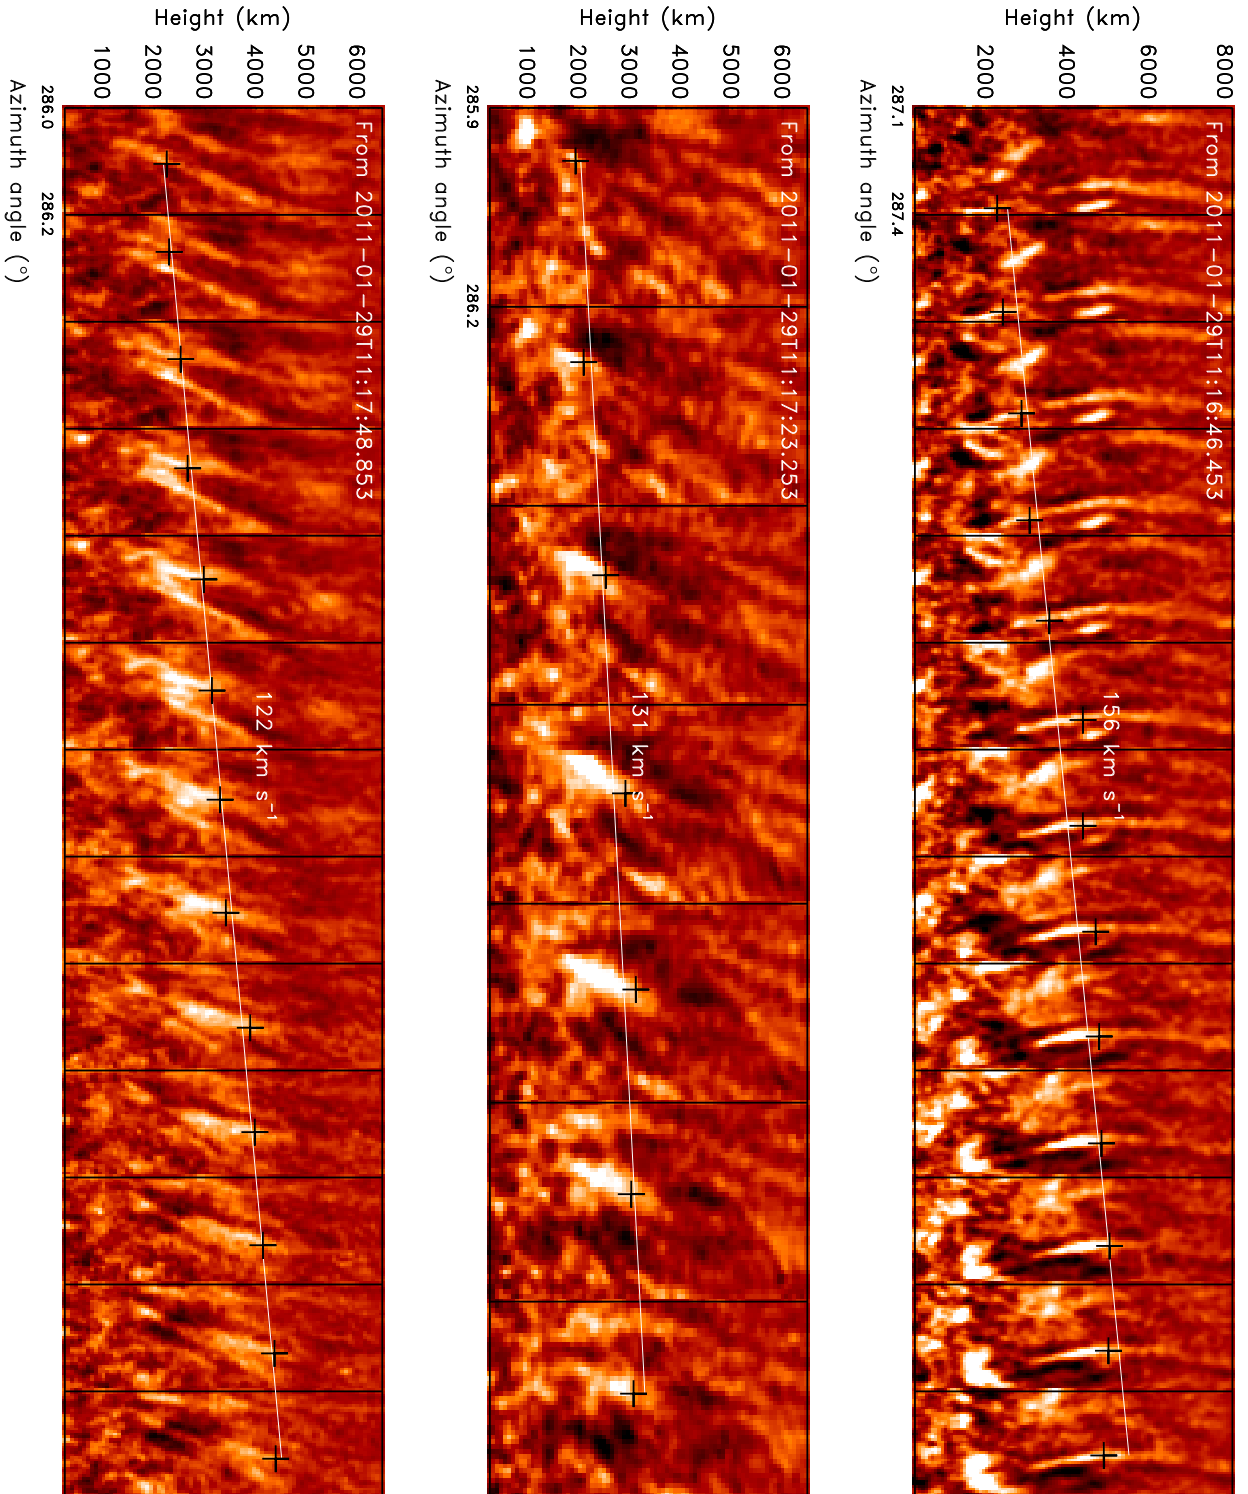 Height (km)
8000
6000
4000
2000
From 2011-01-29T11:16:46.453
156 km s⁻¹
287.1
287.4
Azimuth angle (°)
Height (km)
6000
5000
4000
3000
2000
1000
From 2011-01-29T11:17:23.253
131 km s⁻¹
285.9
286.2
Azimuth angle (°)
Height (km)
6000
5000
4000
3000
2000
1000
From 2011-01-29T11:17:48.853
122 km s⁻¹
286.0
286.2
Azimuth angle (°)